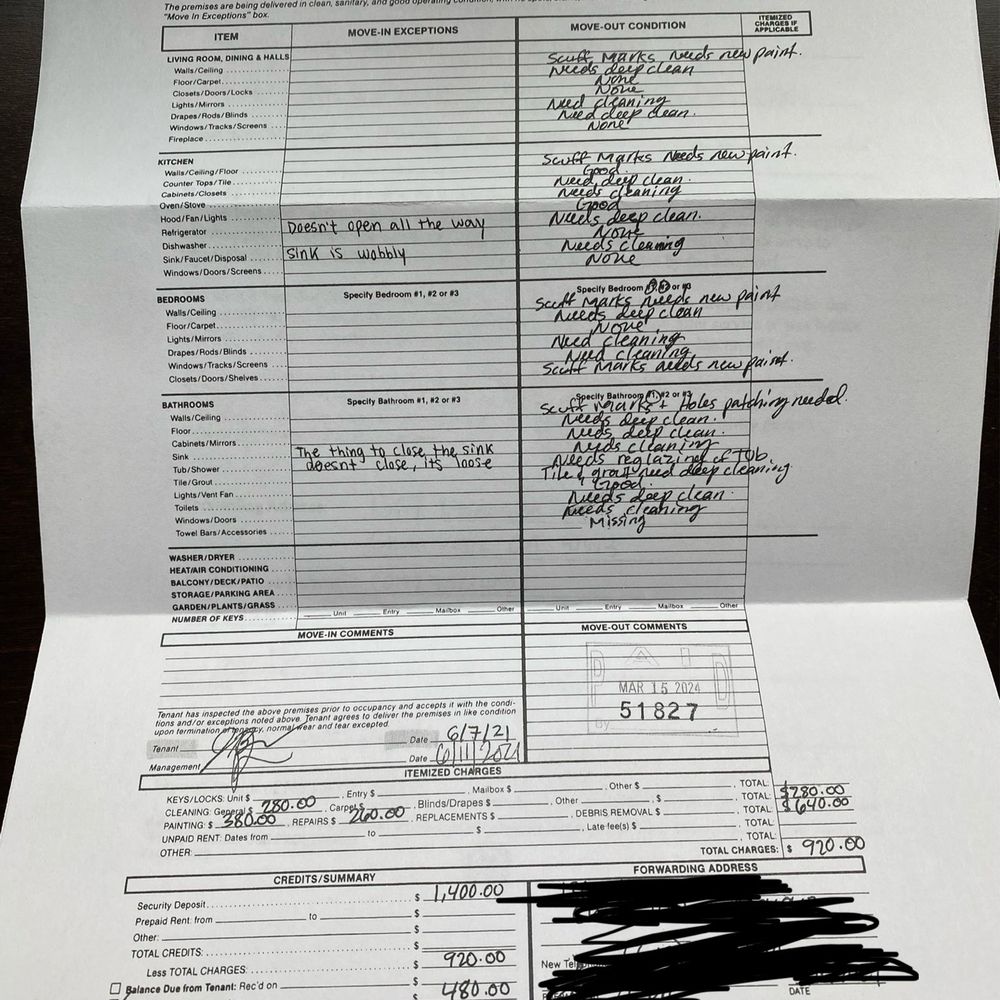 The premises are being delivered in clean, sanitary, and good operating condition, with no
"Move In Exceptions" box.
ITEM MOVE-IN EXCEPTIONS MOVE-OUT CONDITION ITEMIZED CHARGES IF APPLICABLE
LIVING ROOM, DINING & HALLS Scuff Marks Needs new paint.
Walls/Ceiling Needs deep clean
Floor/Carpet None
Closets/Doors/Locks None
Lights/Mirrors Need cleaning
Drapes/Rods/Blinds Need deep clean.
Windows/Tracks/Screens None
Fireplace
KITCHEN Scuff Marks Needs new paint.
Walls/Ceiling/Floor Good
Counter Tops/Tile Need deep clean.
Cabinets/Closets Needs cleaning
Oven/Stove Good
Hood/Fan/Lights Needs deep clean.
Refrigerator Doesn't open all the way None
Dishwasher Needs cleaning
Sink/Faucet/Disposal Sink is wobbly None
Windows/Doors/Screens
BEDROOMS Specify Bedroom #1, #2 or #3 Specify Bedroom #1, #2 or #3
Scuff Marks needs new paint
Walls/Ceiling Needs deep clean
Floor/Carpet None
Lights/Mirrors Need cleaning
Drapes/Rods/Blinds Need cleaning
Windows/Tracks/Screens Scuff Marks needs new paint.
Closets/Doors/Shelves
BATHROOMS Specify Bathroom #1, #2 or #3 Specify Bathroom #1, #2 or #3
Scuff Marks + Holes patching needed.
Walls/Ceiling Needs deep clean.
Floor Needs deep clean.
Cabinets/Mirrors Needs cleaning
Sink The thing to close the sink Needs reglazing of Tub
Tub/Shower doesnt close, its loose Tile & grout need deep cleaning.
Tile/Grout Good
Lights/Vent Fan Needs deep clean.
Toilets Needs cleaning
Windows/Doors Missing
Towel Bars/Accessories
WASHER/DRYER
HEAT/AIR CONDITIONING
BALCONY/DECK/PATIO
STORAGE/PARKING AREA
GARDEN/PLANTS/GRASS
NUMBER OF KEYS Unit Entry Mailbox Other Unit Entry Mailbox Other
MOVE-IN COMMENTS MOVE-OUT COMMENTS
PAID
MAR 15 2024
51827
By:
Tenant has inspected the above premises prior to occupancy and accepts it with the condi-
tions and/or exceptions noted above. Tenant agrees to deliver the premises in like condition
upon termination of tenancy, normal wear and tear excepted.
Tenant Date 6/7/21
Management Date 6/11/2021
ITEMIZED CHARGES
KEYS/LOCKS: Unit $ , Entry $ , Mailbox $ , Other $ , TOTAL: $280.00
CLEANING: General $ 280.00 Carpet $ , Blinds/Drapes $ , Other , $ , TOTAL: $640.00
PAINTING: $ 380.00 , REPAIRS $ 260.00 , REPLACEMENTS $ , DEBRIS REMOVAL $ , TOTAL:
UNPAID RENT: Dates from to $ , Late fee(s) $ , TOTAL:
OTHER: TOTAL CHARGES: $ 920.00
CREDITS/SUMMARY FORWARDING ADDRESS
Security Deposit $ 1,400.00
Prepaid Rent: from to $
Other: $
TOTAL CREDITS: $
Less TOTAL CHARGES: $ 920.00 New
Balance Due from Tenant: Rec'd on $ 480.00 DATE